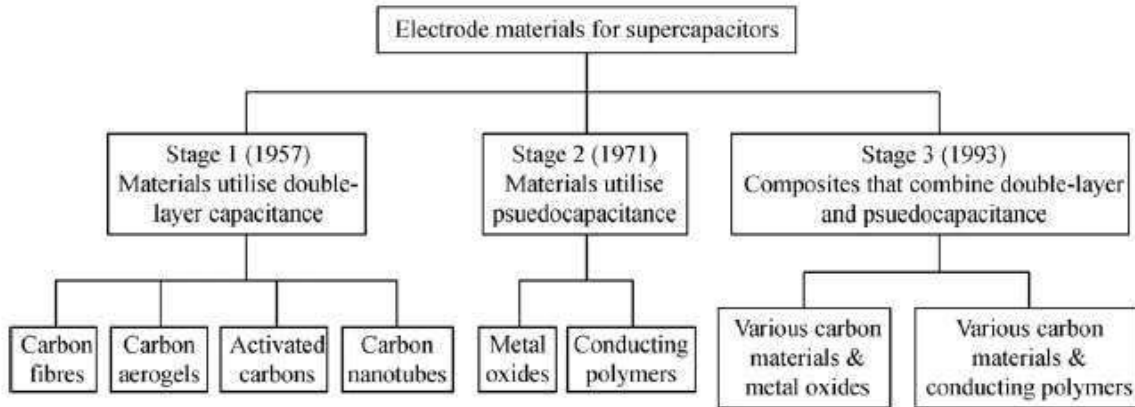 Electrode materials for supercapacitors
Stage 1 (1957)
Materials utilise double-
layer capacitance
Stage 2 (1971)
Materials utilise
psuedocapacitance
Stage 3 (1993)
Composites that combine double-layer
and psuedocapacitance
Carbon
fibres
Carbon
aerogels
Activated
carbons
Carbon
nanotubes
Metal
oxides
Conducting
polymers
Various carbon
materials &
metal oxides
Various carbon
materials &
conducting polymers